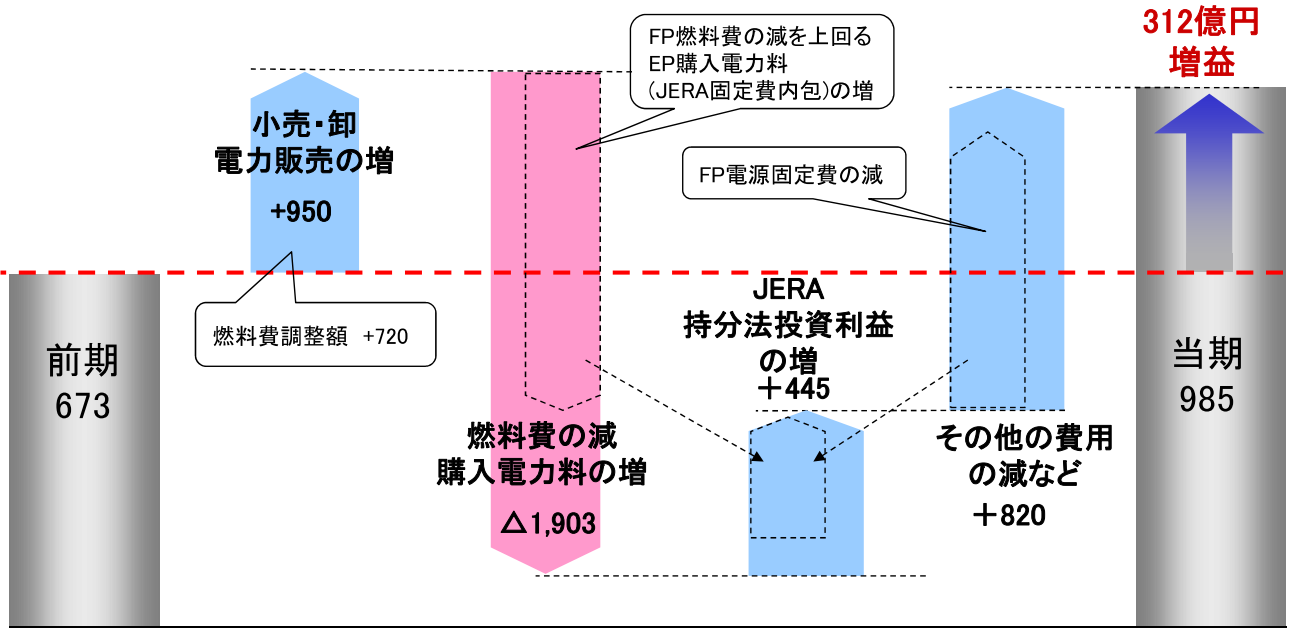 312億円
増益
FP燃料費の減を上回る
EP購入電力料
(JERA固定費内包)の増
小売・卸
電力販売の増
+950
FP電源固定費の減
燃料費調整額 +720
前期
673
JERA
持分法投資利益
の増
＋445
当期
985
燃料費の減
購入電力料の増
△1,903
その他の費用
の減など
＋820